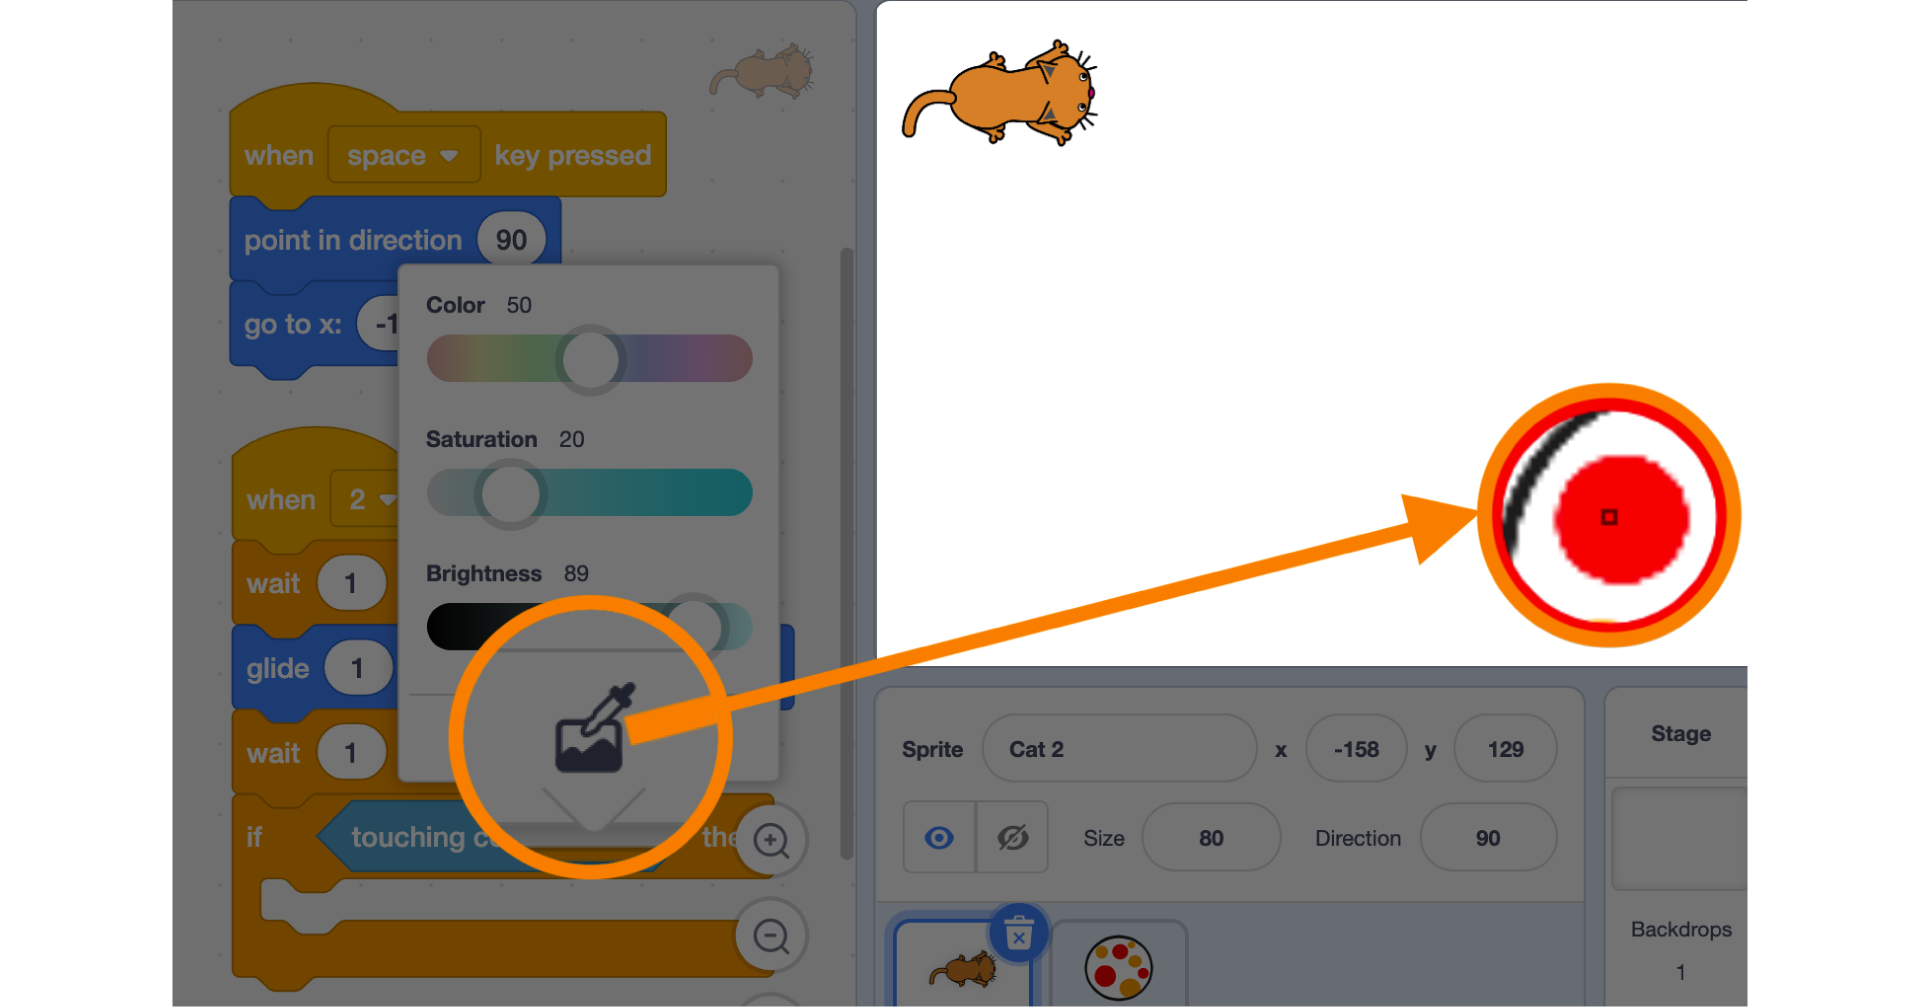 when space key pressed
point in direction 90
go to x: -1
Color 50
Saturation 20
Brightness 89
when 2
wait 1
glide 1
wait 1
if touching c the
Sprite Cat 2 x -158 y 129
Size 80 Direction 90
Stage
Backdrops
1